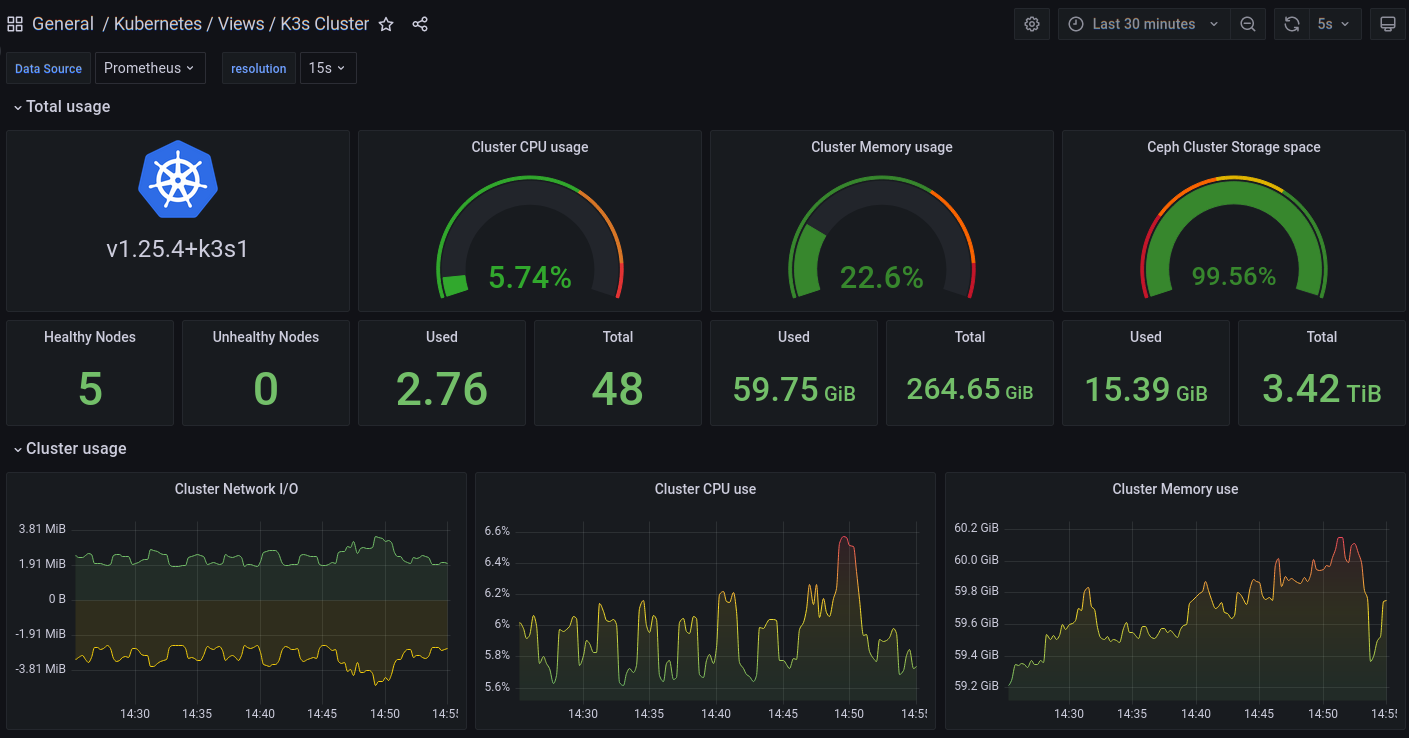 General / Kubernetes / Views / K3s Cluster
Last 30 minutes
5s
Data Source
Prometheus
resolution
15s
Total usage
v1.25.4+k3s1
Cluster CPU usage
5.74%
Cluster Memory usage
22.6%
Ceph Cluster Storage space
99.56%
Healthy Nodes
5
Unhealthy Nodes
0
Used
2.76
Total
48
Used
59.75 GiB
Total
264.65 GiB
Used
15.39 GiB
Total
3.42 TiB
Cluster usage
Cluster Network I/O
3.81 MiB
1.91 MiB
0 B
-1.91 MiB
-3.81 MiB
14:30 14:35 14:40 14:45 14:50 14:55
Cluster CPU use
6.6%
6.4%
6.2%
6%
5.8%
5.6%
14:30 14:35 14:40 14:45 14:50 14:55
Cluster Memory use
60.2 GiB
60.0 GiB
59.8 GiB
59.6 GiB
59.4 GiB
59.2 GiB
14:30 14:35 14:40 14:45 14:50 14:55